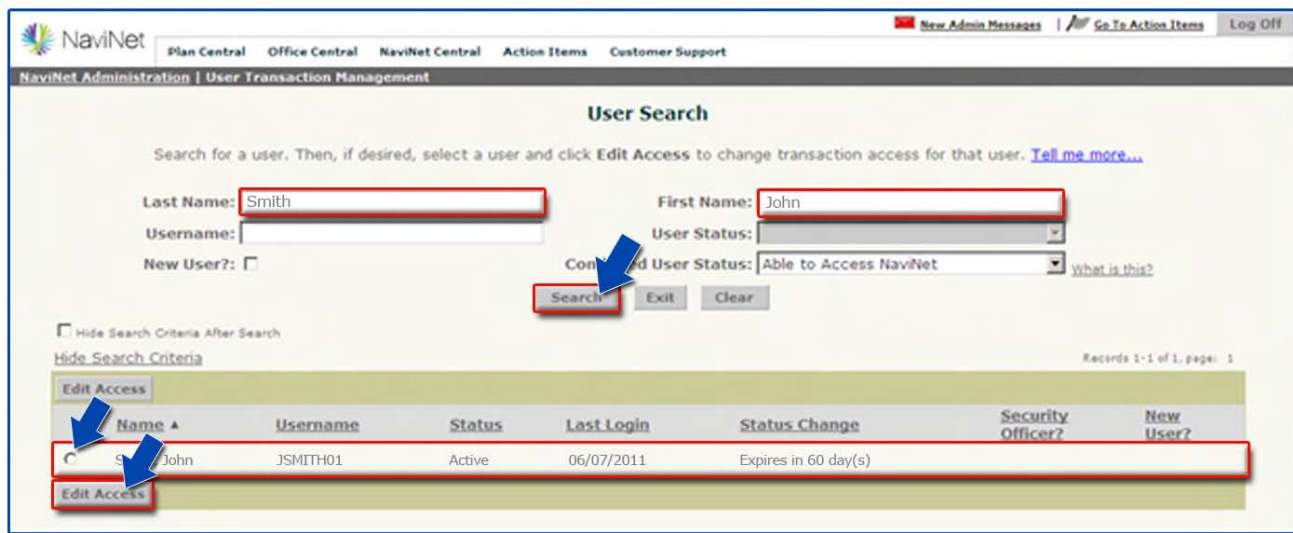 New Admin Messages | Go To Action Items Log Off
NaviNet Plan Central Office Central NaviNet Central Action Items Customer Support
NaviNet Administration | User Transaction Management
User Search
Search for a user. Then, if desired, select a user and click Edit Access to change transaction access for that user. Tell me more...
Last Name: Smith First Name: John
Username: User Status:
New User?: User Status: Able to Access NaviNet What is this?
Search Exit Clear
Hide Search Criteria After Search
Hide Search Criteria Records 1-1 of 1, page: 1
Edit Access
Name ▲ Username Status Last Login Status Change Security Officer? New User?
John JSMITH01 Active 06/07/2011 Expires in 60 day(s)
Edit Access